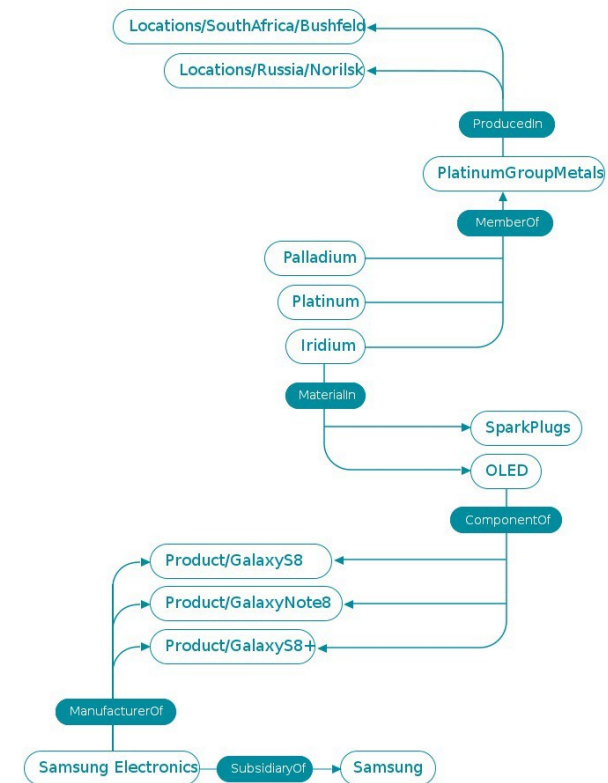 Locations/SouthAfrica/Bushfeld
Locations/Russia/Norilsk
ProducedIn
PlatinumGroupMetals
MemberOf
Palladium
Platinum
Iridium
MaterialIn
SparkPlugs
OLED
ComponentOf
Product/GalaxyS8
Product/GalaxyNote8
Product/GalaxyS8+
ManufacturerOf
Samsung Electronics
SubsidiaryOf
Samsung